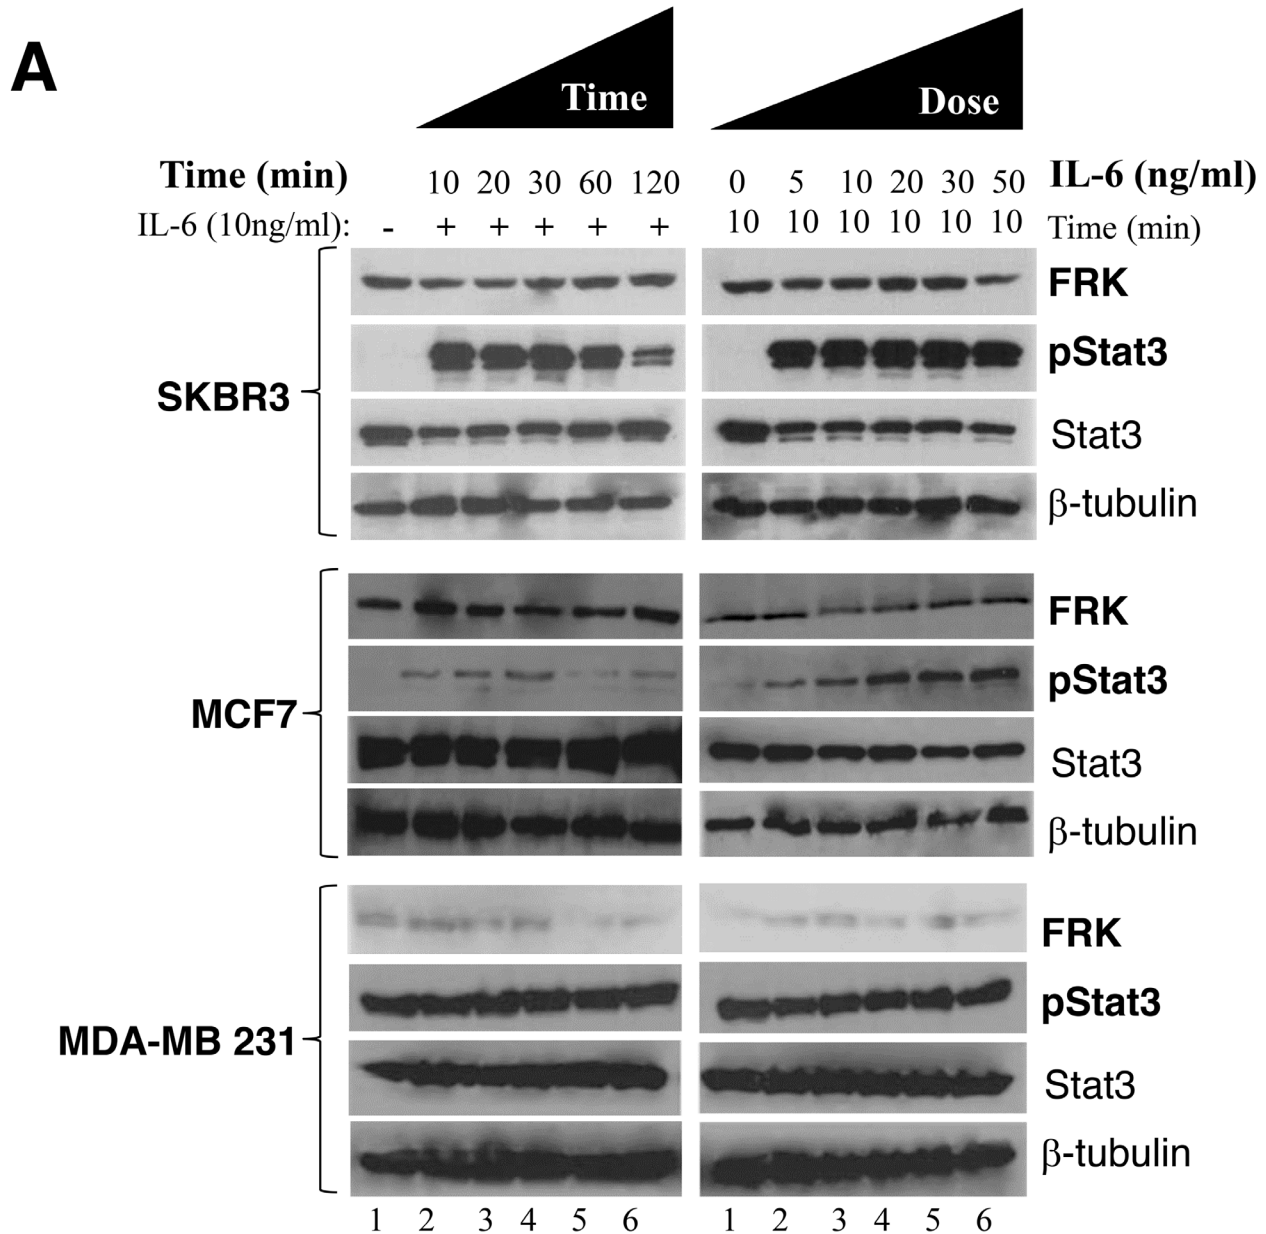 A
Time Dose
Time (min) 10 20 30 60 120 0 5 10 20 30 50 IL-6 (ng/ml)
IL-6 (10ng/ml): - + + + + + 10 10 10 10 10 10 Time (min)
FRK
pStat3
SKBR3
Stat3
β-tubulin
FRK
pStat3
MCF7
Stat3
β-tubulin
FRK
pStat3
MDA-MB 231
Stat3
β-tubulin
1 2 3 4 5 6 1 2 3 4 5 6